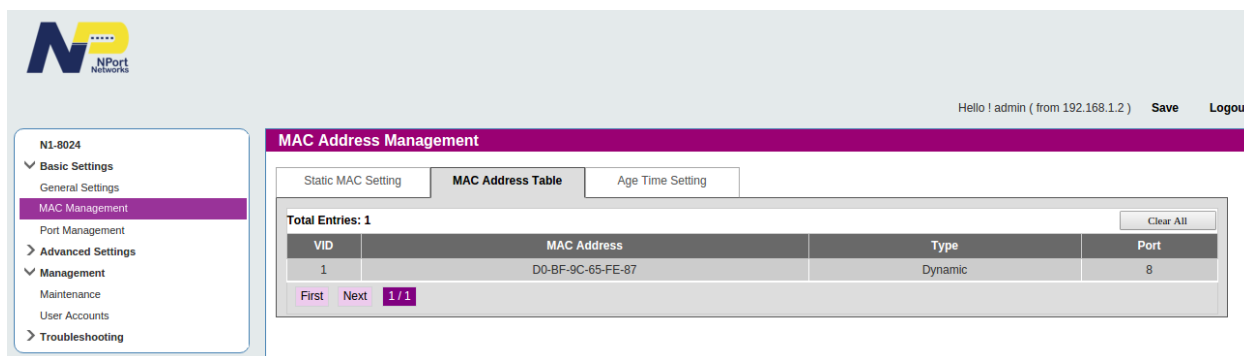 NPort
Networks
Hello ! admin ( from 192.168.1.2 ) Save Logou
N1-8024
Basic Settings
General Settings
MAC Management
Port Management
Advanced Settings
Management
Maintenance
User Accounts
Troubleshooting
MAC Address Management
Static MAC Setting MAC Address Table Age Time Setting
Total Entries: 1 Clear All
VID MAC Address Type Port
1 D0-BF-9C-65-FE-87 Dynamic 8
First Next 1 / 1